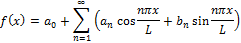 f(x) = a₀ + ∑_{n=1}^{∞} (aₙ cos nπx/L + bₙ sin nπx/L)